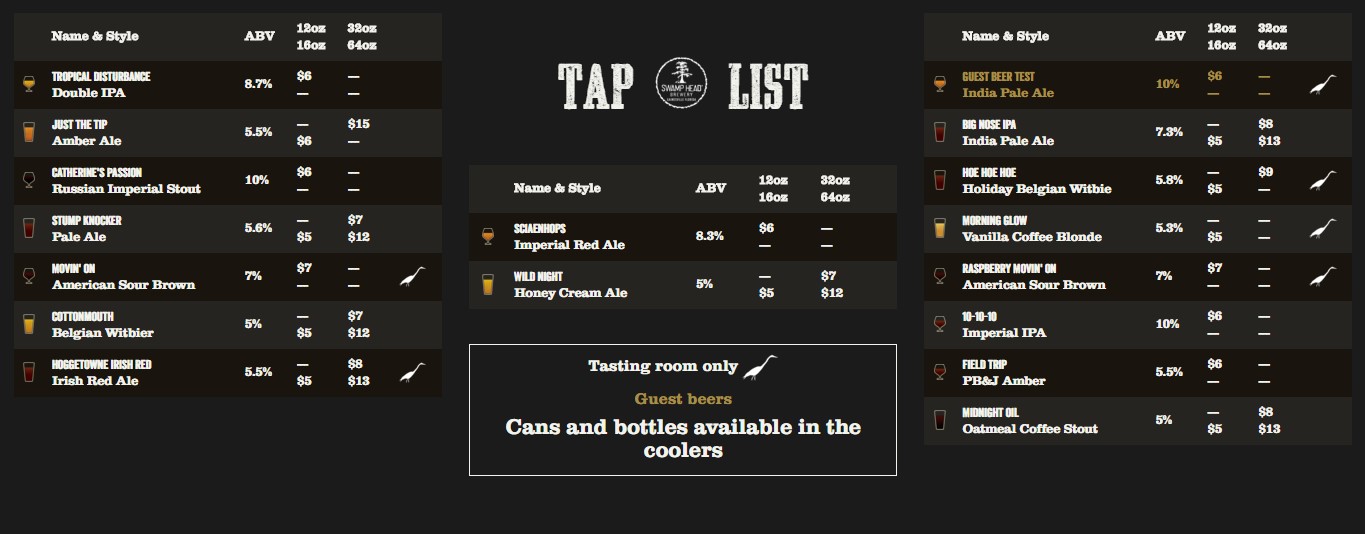 Name & Style ABV 12oz 32oz
16oz 64oz
TROPICAL DISTURBANCE 8.7% $6 —
Double IPA — —
JUST THE TIP 5.5% — $15
Amber Ale $6 —
CATHERINE'S PASSION 10% $6 —
Russian Imperial Stout — —
STUMP KNOCKER 5.6% — $7
Pale Ale $5 $12
MOVIN' ON 7% $7 —
American Sour Brown — —
COTTONMOUTH 5% — $7
Belgian Witbier $5 $12
HOGGETOWNE IRISH RED 5.5% — $8
Irish Red Ale $5 $13
TAP LIST
SWAMP HEAD
BREWERY
GAINESVILLE FLORIDA
Name & Style ABV 12oz 32oz
16oz 64oz
SCIAENHOPS 8.3% $6 —
Imperial Red Ale — —
WILD NIGHT 5% — $7
Honey Cream Ale $5 $12
Tasting room only
Guest beers
Cans and bottles available in the
coolers
Name & Style ABV 12oz 32oz
16oz 64oz
GUEST BEER TEST 10% $6 —
India Pale Ale — —
BIG NOSE IPA 7.3% — $8
India Pale Ale $5 $13
HOE HOE HOE 5.8% — $9
Holiday Belgian Witbie $5 —
MORNING GLOW 5.3% — —
Vanilla Coffee Blonde $5 —
RASPBERRY MOVIN' ON 7% $7 —
American Sour Brown — —
10-10-10 10% $6 —
Imperial IPA — —
FIELD TRIP 5.5% $6 —
PB&J Amber — —
MIDNIGHT OIL 5% — $8
Oatmeal Coffee Stout $5 $13